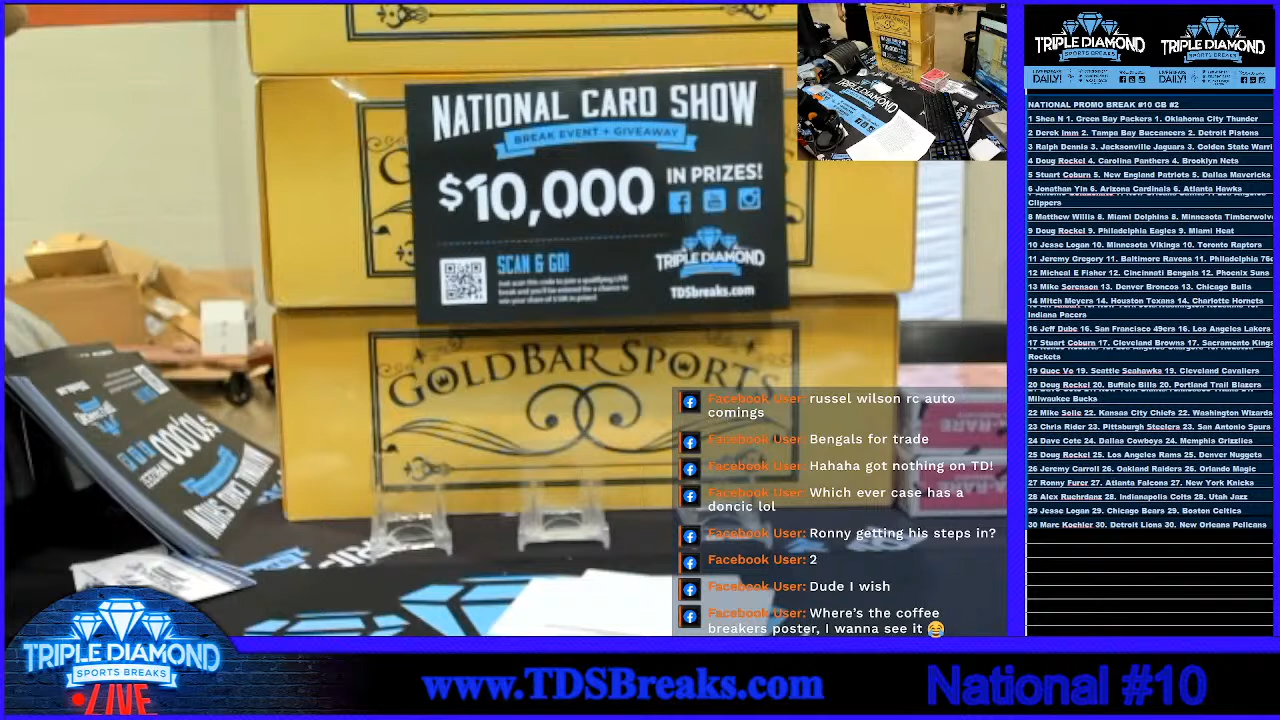 NATIONAL CARD SHOW
BREAK EVENT + GIVEAWAY
$10,000
IN PRIZES!
SCAN & GO!
TRIPLE DIAMOND
TDSbreaks.com
GOLDBAR SPORTS
Facebook User: russel wilson rc auto
comings
Facebook User: Bengals for trade
Facebook User: Hahaha got nothing on TD!
Facebook User: Which ever case has a
doncic lol
Facebook User: Ronny getting his steps in?
Facebook User: 2
Facebook User: Dude I wish
Facebook User: Where's the coffee
breakers poster, I wanna see it 😂
TRIPLE DIAMOND
SPORTS BREAKS
LIVE
www.TDSBreaks.com
National #10
TRIPLE DIAMOND
SPORTS BREAKS
TRIPLE DIAMOND
SPORTS BREAKS
DAILY!
DAILY!
NATIONAL PROMO BREAK #10 GB #2
1 Shea N 1. Green Bay Packers 1. Oklahoma City Thunder
2 Derek Imm 2. Tampa Bay Buccaneers 2. Detroit Pistons
3 Ralph Dennis 3. Jacksonville Jaguars 3. Golden State Warri
4 Doug Rockel 4. Carolina Panthers 4. Brooklyn Nets
5 Stuart Coburn 5. New England Patriots 5. Dallas Mavericks
6 Jonathan Yin 6. Arizona Cardinals 6. Atlanta Hawks
Clippers
8 Matthew Willis 8. Miami Dolphins 8. Minnesota Timberwolve
9 Doug Rockel 9. Philadelphia Eagles 9. Miami Heat
10 Jesse Logan 10. Minnesota Vikings 10. Toronto Raptors
11 Jeremy Gregory 11. Baltimore Ravens 11. Philadelphia 76e
12 Micheal E Fisher 12. Cincinnati Bengals 12. Phoenix Suns
13 Mike Sorenson 13. Denver Broncos 13. Chicago Bulls
14 Mitch Meyers 14. Houston Texans 14. Charlotte Hornets
Indiana Pacers
16 Jeff Dube 16. San Francisco 49ers 16. Los Angeles Lakers
17 Stuart Coburn 17. Cleveland Browns 17. Sacramento Kings
Rockets
19 Quoc Vo 19. Seattle Seahawks 19. Cleveland Cavaliers
20 Doug Rockel 20. Buffalo Bills 20. Portland Trail Blazers
Milwaukee Bucks
22 Mike Solie 22. Kansas City Chiefs 22. Washington Wizards
23 Chris Rider 23. Pittsburgh Steelers 23. San Antonio Spurs
24 Dave Cote 24. Dallas Cowboys 24. Memphis Grizzlies
25 Doug Rockel 25. Los Angeles Rams 25. Denver Nuggets
26 Jeremy Carroll 26. Oakland Raiders 26. Orlando Magic
27 Ronny Furer 27. Atlanta Falcons 27. New York Knicks
28 Alex Ruehrdanz 28. Indianapolis Colts 28. Utah Jazz
29 Jesse Logan 29. Chicago Bears 29. Boston Celtics
30 Marc Koehler 30. Detroit Lions 30. New Orleans Pelicans